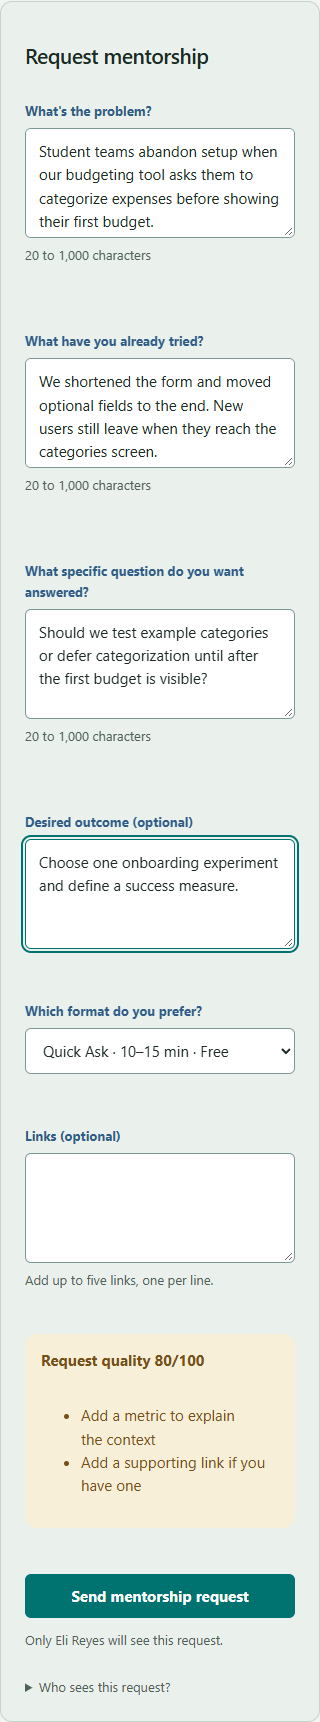 Request mentorship
What's the problem?
Student teams abandon setup when
our budgeting tool asks them to
categorize expenses before showing
their first budget.
20 to 1,000 characters
What have you already tried?
We shortened the form and moved
optional fields to the end. New
users still leave when they reach the
categories screen.
20 to 1,000 characters
What specific question do you want
answered?
Should we test example categories
or defer categorization until after
the first budget is visible?
20 to 1,000 characters
Desired outcome (optional)
Choose one onboarding experiment
and define a success measure.
Which format do you prefer?
Quick Ask · 10–15 min · Free
Links (optional)
Add up to five links, one per line.
Request quality 80/100
• Add a metric to explain
the context
• Add a supporting link if you
have one
Send mentorship request
Only Eli Reyes will see this request.
Who sees this request?